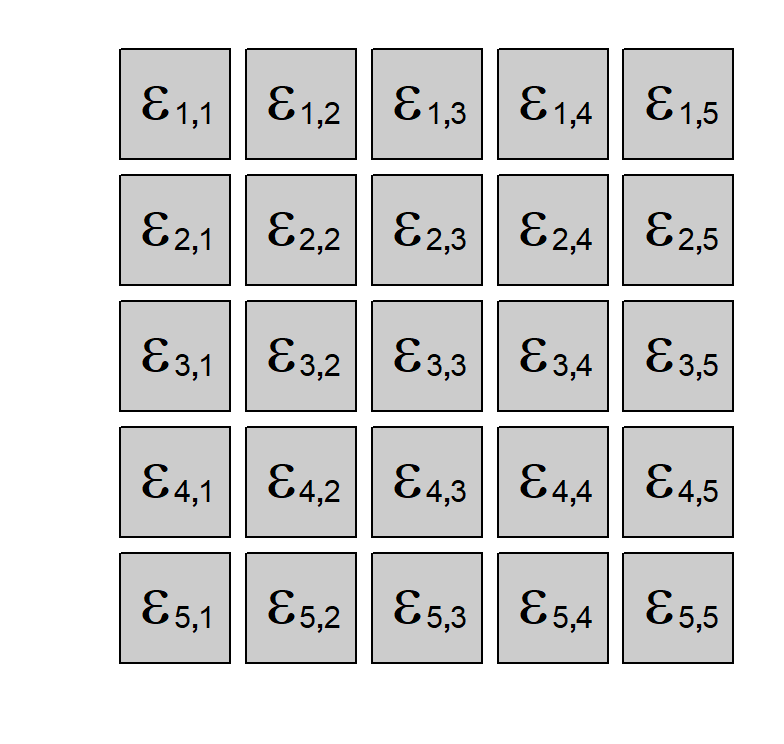 ε1,1 ε1,2 ε1,3 ε1,4 ε1,5
ε2,1 ε2,2 ε2,3 ε2,4 ε2,5
ε3,1 ε3,2 ε3,3 ε3,4 ε3,5
ε4,1 ε4,2 ε4,3 ε4,4 ε4,5
ε5,1 ε5,2 ε5,3 ε5,4 ε5,5